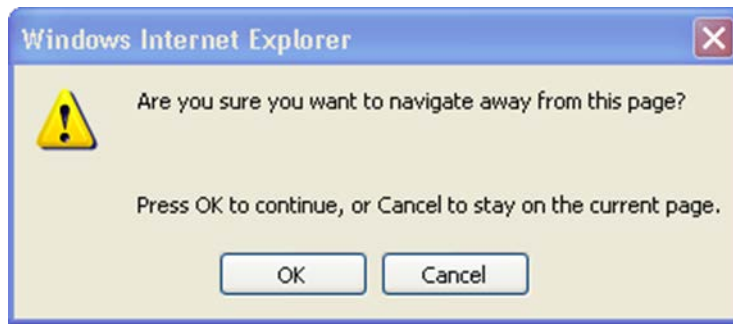 Windows Internet Explorer
Are you sure you want to navigate away from this page?
Press OK to continue, or Cancel to stay on the current page.
OK Cancel